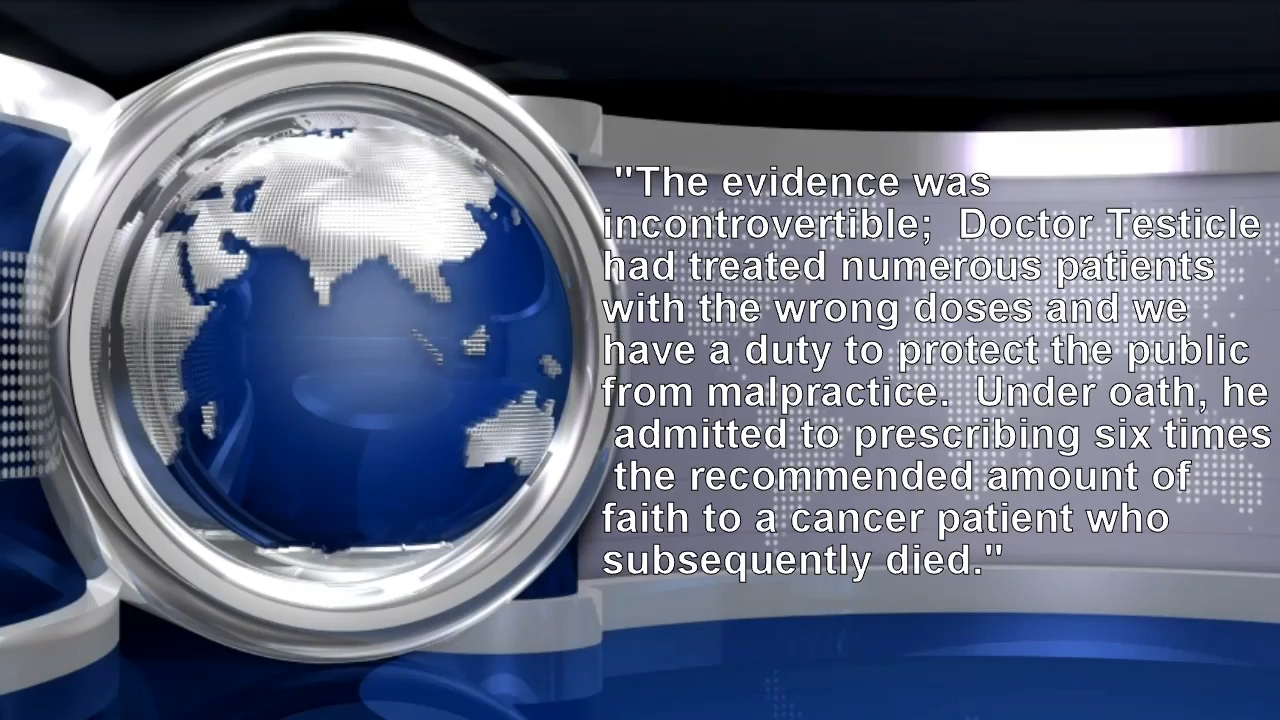 "The evidence was
incontrovertible;  Doctor Testicle
had treated numerous patients
with the wrong doses and we
have a duty to protect the public
from malpractice.  Under oath, he
admitted to prescribing six times
the recommended amount of
faith to a cancer patient who
subsequently died."